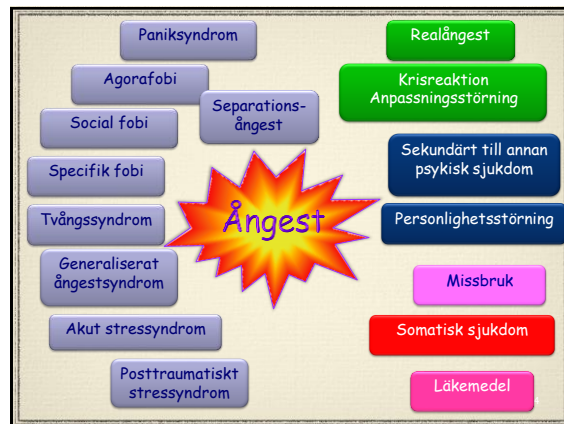 Paniksyndrom
Agorafobi
Separations-
ångest
Social fobi
Specifik fobi
Tvångssyndrom
Generaliserat
ångestsyndrom
Akut stressyndrom
Posttraumatiskt
stressyndrom
Ångest
Realångest
Krisreaktion
Anpassningsstörning
Sekundärt till annan
psykisk sjukdom
Personlighetsstörning
Missbruk
Somatisk sjukdom
Läkemedel